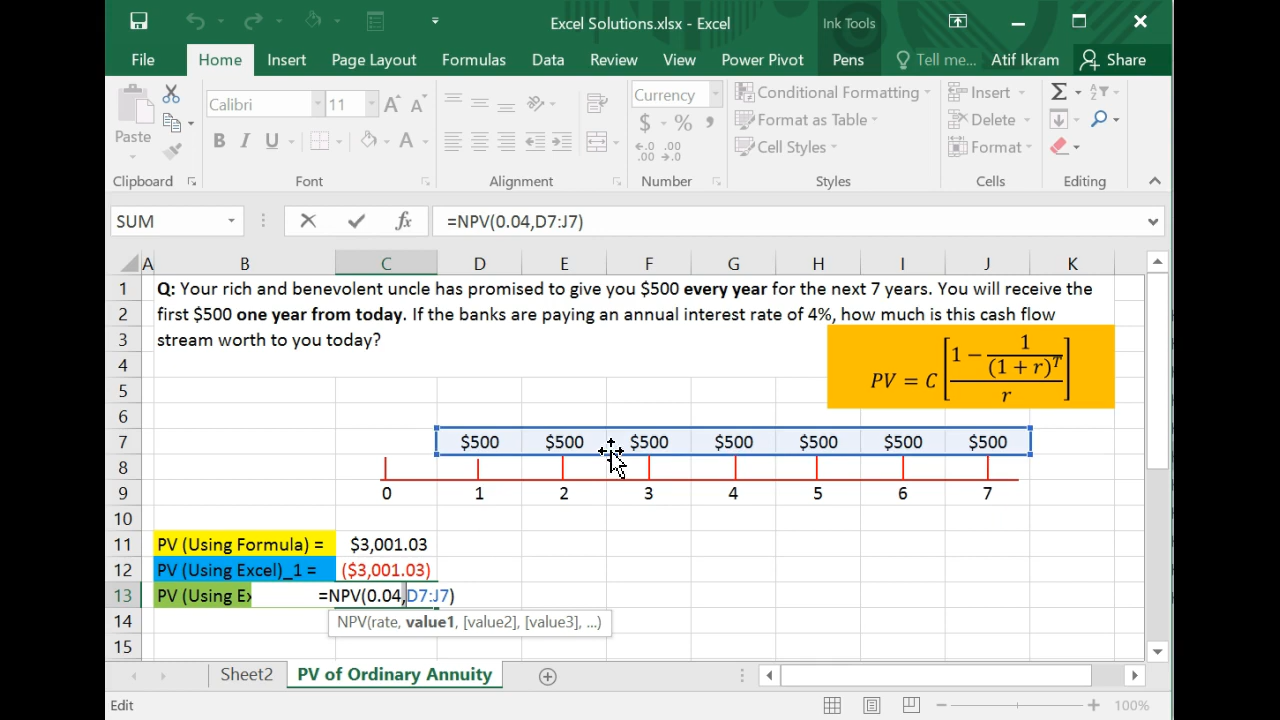 Excel Solutions.xlsx - Excel
Ink Tools
File
Home
Insert
Page Layout
Formulas
Data
Review
View
Power Pivot
Pens
Tell me...
Atif Ikram
Share
Paste
Calibri
11
A A
B I U
A
Currency
$ % ,
.00 .00
Conditional Formatting
Format as Table
Cell Styles
Insert
Delete
Format
Clipboard
Font
Alignment
Number
Styles
Cells
Editing
SUM
fx
=NPV(0.04,D7:J7)
A B C D E F G H I J K
1 Q: Your rich and benevolent uncle has promised to give you $500 every year for the next 7 years. You will receive the
2 first $500 one year from today. If the banks are paying an annual interest rate of 4%, how much is this cash flow
3 stream worth to you today?
PV = C [1 − 1/(1 + r)^T / r]
4
5
6
7 $500 $500 $500 $500 $500 $500 $500
8
9 0 1 2 3 4 5 6 7
10
11 PV (Using Formula) = $3,001.03
12 PV (Using Excel)_1 = ($3,001.03)
13 PV (Using Ex =NPV(0.04,D7:J7)
14 NPV(rate, value1, [value2], [value3], ...)
15
Sheet2
PV of Ordinary Annuity
Edit
100%